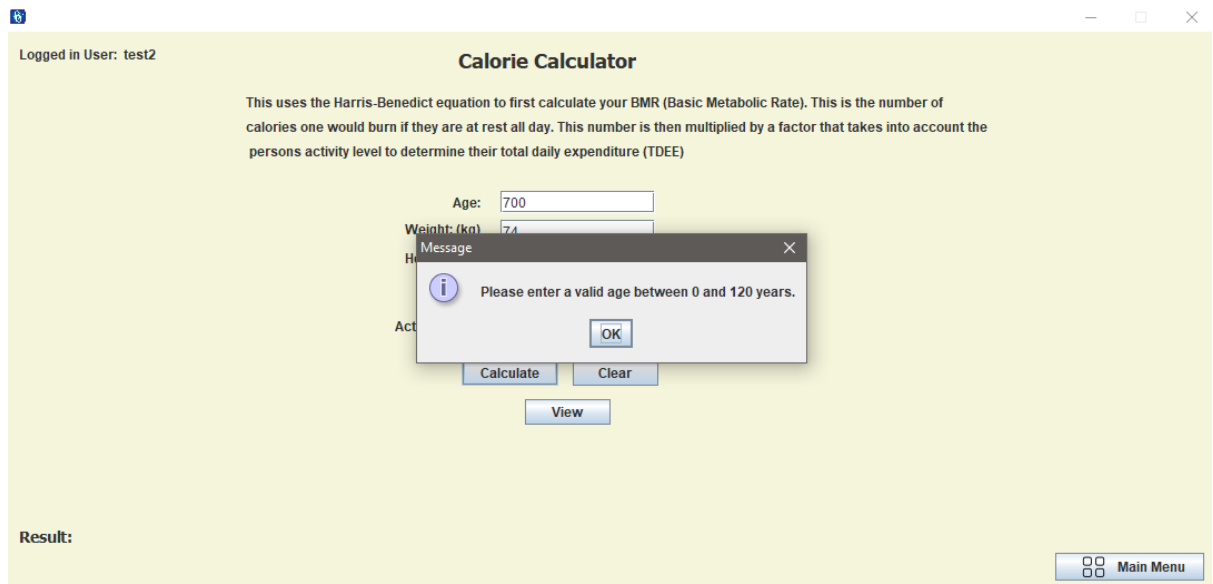 Logged in User: test2
Calorie Calculator
This uses the Harris-Benedict equation to first calculate your BMR (Basic Metabolic Rate). This is the number of
calories one would burn if they are at rest all day. This number is then multiplied by a factor that takes into account the
persons activity level to determine their total daily expenditure (TDEE)
Age: 700
Weight: (kg) 74
Message
Please enter a valid age between 0 and 120 years.
OK
Calculate Clear
View
Result:
Main Menu